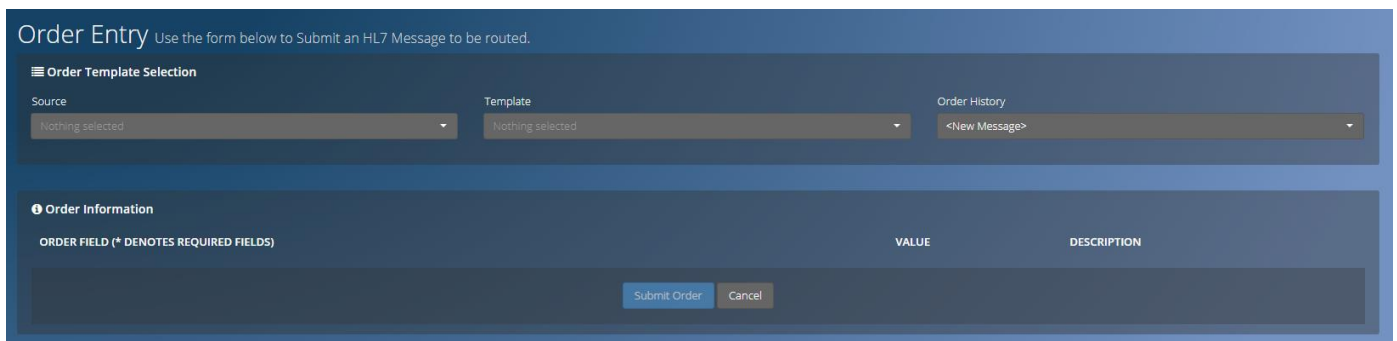 Order Entry Use the form below to Submit an HL7 Message to be routed.
Order Template Selection
Source Template Order History
Nothing selected Nothing selected <New Message>
Order Information
ORDER FIELD (* DENOTES REQUIRED FIELDS) VALUE DESCRIPTION
Submit Order Cancel